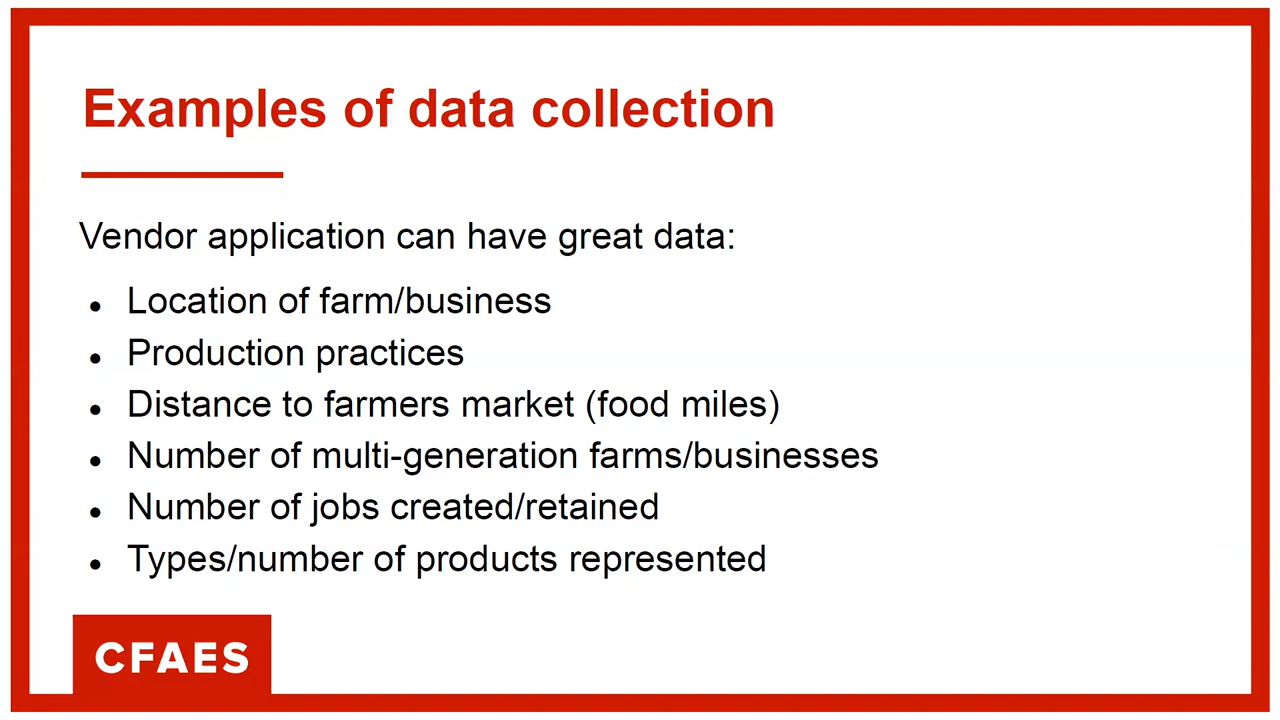 Examples of data collection
Vendor application can have great data:
● Location of farm/business
● Production practices
● Distance to farmers market (food miles)
● Number of multi-generation farms/businesses
● Number of jobs created/retained
● Types/number of products represented
CFAES